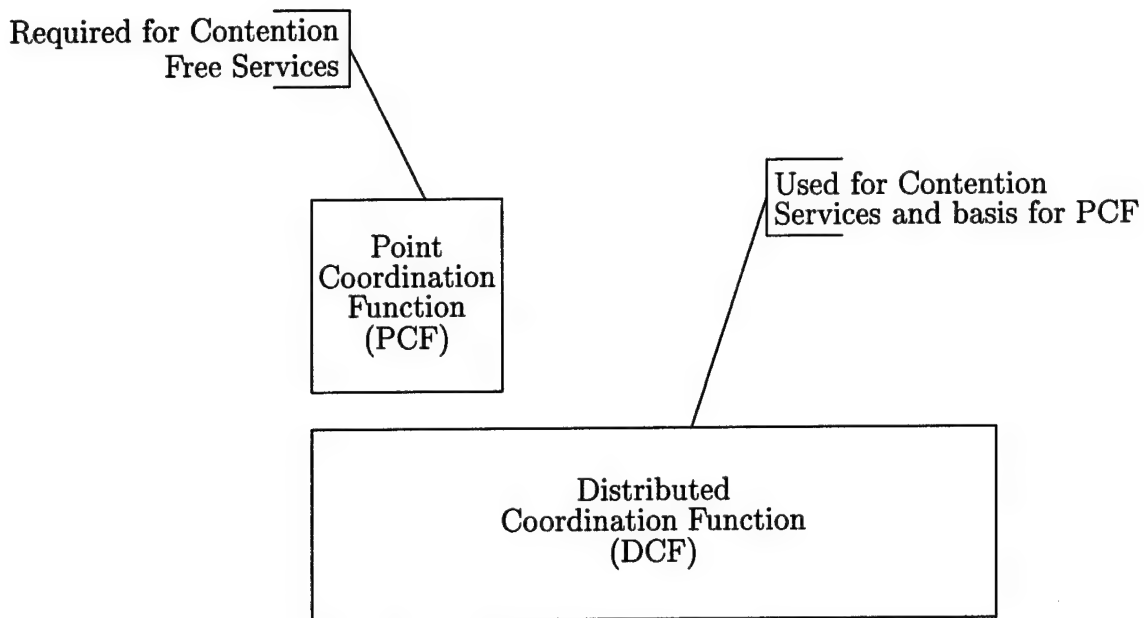 Required for Contention
Free Services
Used for Contention
Services and basis for PCF
Point
Coordination
Function
(PCF)
Distributed
Coordination Function
(DCF)